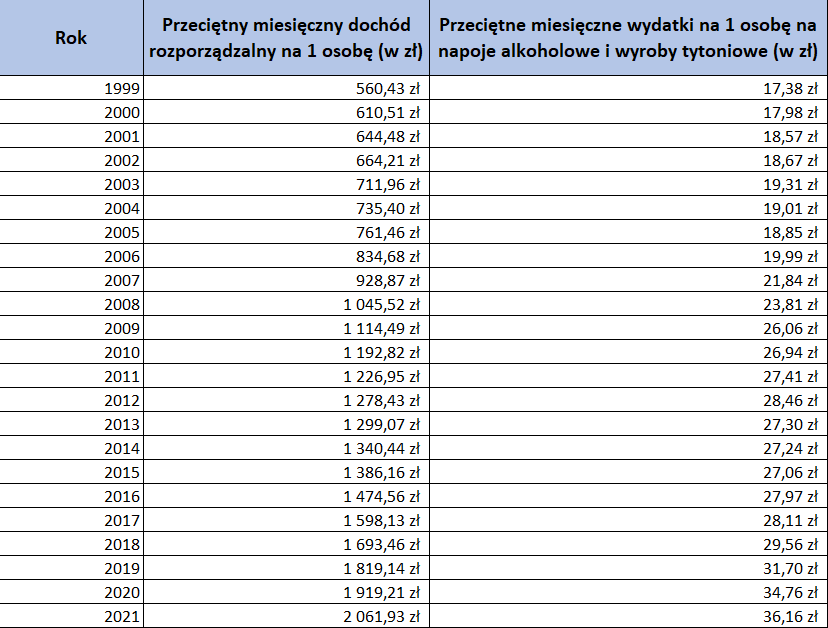 Rok Przeciętny miesięczny dochód rozporządzalny na 1 osobę (w zł) Przeciętne miesięczne wydatki na 1 osobę na napoje alkoholowe i wyroby tytoniowe (w zł)
1999 560,43 zł 17,38 zł
2000 610,51 zł 17,98 zł
2001 644,48 zł 18,57 zł
2002 664,21 zł 18,67 zł
2003 711,96 zł 19,31 zł
2004 735,40 zł 19,01 zł
2005 761,46 zł 18,85 zł
2006 834,68 zł 19,99 zł
2007 928,87 zł 21,84 zł
2008 1 045,52 zł 23,81 zł
2009 1 114,49 zł 26,06 zł
2010 1 192,82 zł 26,94 zł
2011 1 226,95 zł 27,41 zł
2012 1 278,43 zł 28,46 zł
2013 1 299,07 zł 27,30 zł
2014 1 340,44 zł 27,24 zł
2015 1 386,16 zł 27,06 zł
2016 1 474,56 zł 27,97 zł
2017 1 598,13 zł 28,11 zł
2018 1 693,46 zł 29,56 zł
2019 1 819,14 zł 31,70 zł
2020 1 919,21 zł 34,76 zł
2021 2 061,93 zł 36,16 zł